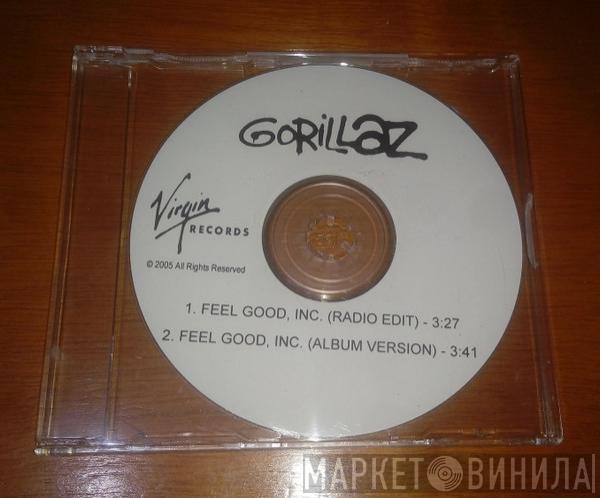 GORILLAZ
Virgin
RECORDS
© 2005 All Rights Reserved
1. FEEL GOOD, INC. (RADIO EDIT) - 3:27
2. FEEL GOOD, INC. (ALBUM VERSION) - 3:41
МАРКЕТ ВИНИЛА